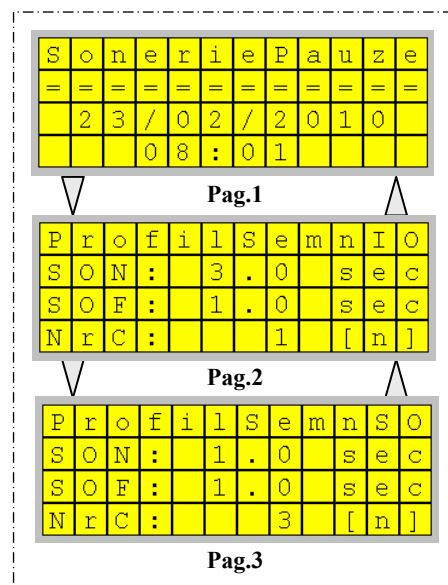 SoneriePauze
============
23/02/2010
08:01
Pag.1
ProfilSemnIO
SON: 3.0 sec
SOF: 1.0 sec
NrC: 1 [n]
Pag.2
ProfilSemnSO
SON: 1.0 sec
SOF: 1.0 sec
NrC: 3 [n]
Pag.3